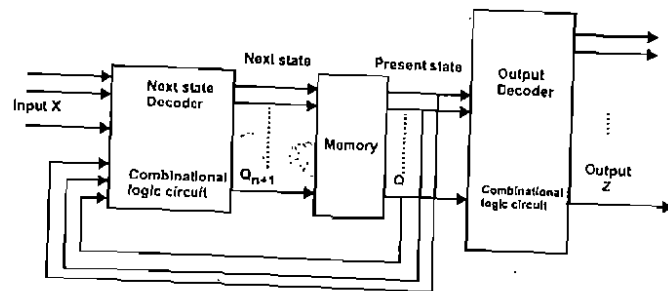 Next state
Present state
Input X
Next state
Decoder
Combinational
logic circuit
Qn+1
Memory
Output
Decoder
Combinational
logic circuit
Output
Z